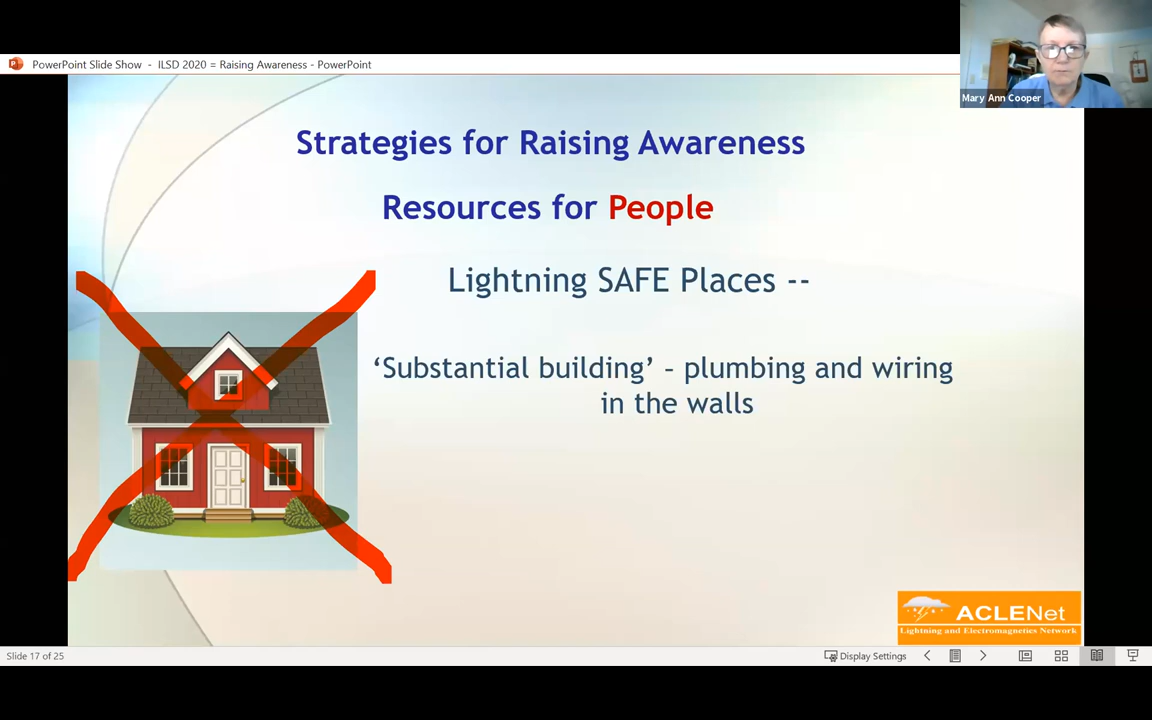 PowerPoint Slide Show - ILSD 2020 = Raising Awareness - PowerPoint
Mary Ann Cooper
Strategies for Raising Awareness
Resources for People
Lightning SAFE Places --
‘Substantial building’ – plumbing and wiring
in the walls
ACLENet
Lightning and Electromagnetics Network
Slide 17 of 25
Display Settings